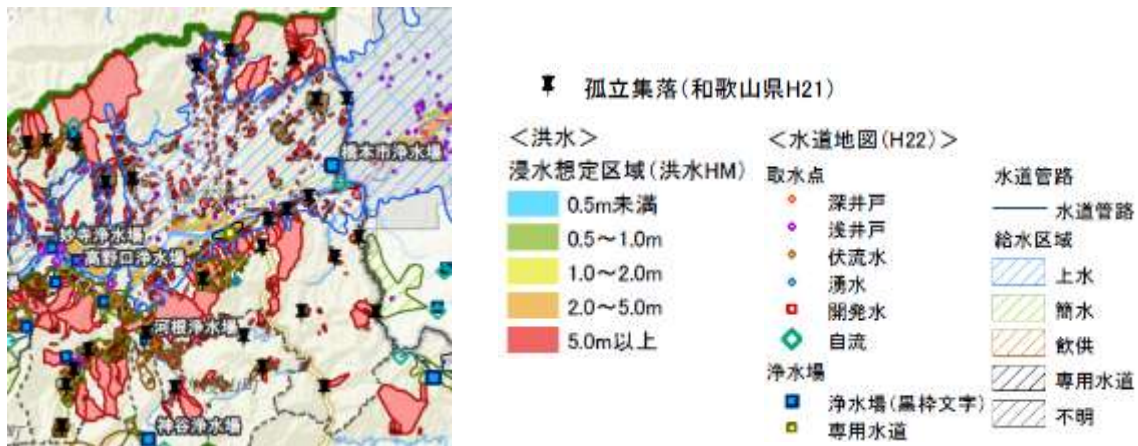 橋本市浄水場
妙寺浄水場
高野口浄水場
河根浄水場
神谷浄水場
孤立集落(和歌山県H21)
<洪水>
浸水想定区域(洪水HM)
0.5m未満
0.5~1.0m
1.0~2.0m
2.0~5.0m
5.0m以上
<水道地図(H22)>
取水点
深井戸
浅井戸
伏流水
湧水
開発水
自流
浄水場
浄水場(黒枠文字)
専用水道
水道管路
水道管路
給水区域
上水
簡水
飲供
専用水道
不明